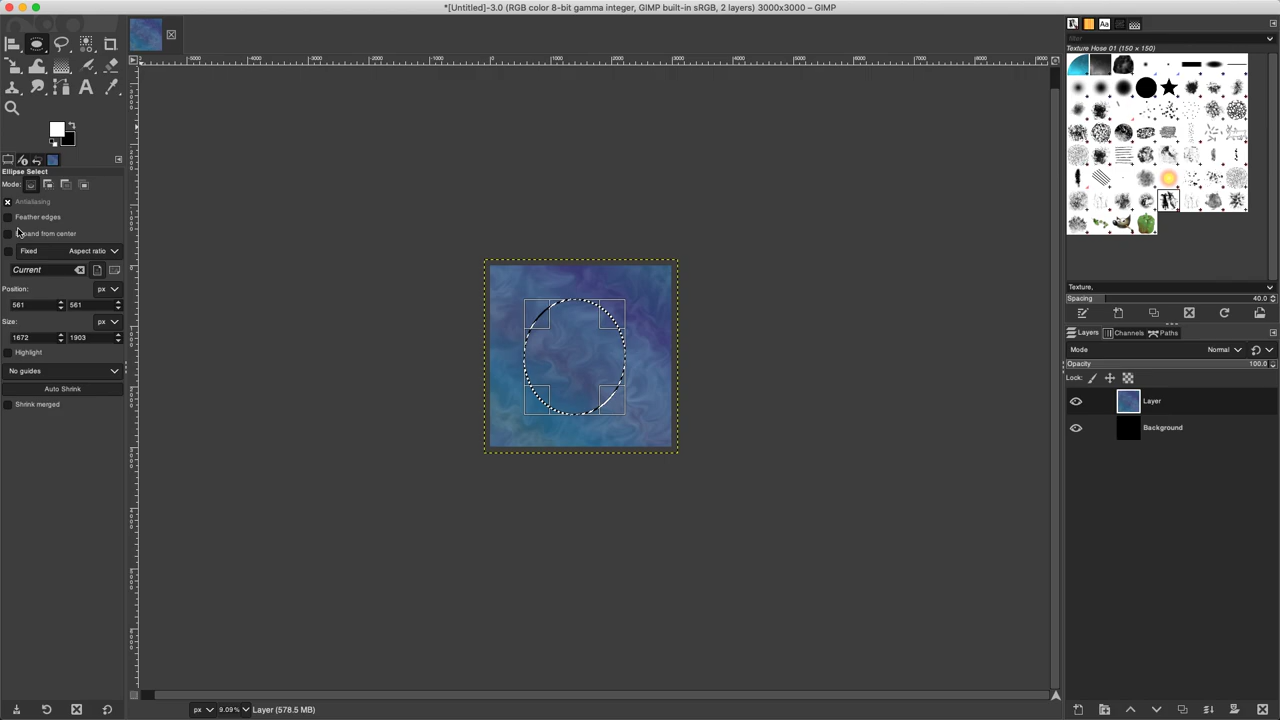 *[Untitled]-3.0 (RGB color 8-bit gamma integer, GIMP built-in sRGB, 2 layers) 3000x3000 – GIMP
Texture Hose 01 (150 × 150)
Ellipse Select
Mode:
Antialiasing
Feather edges
pand from center
Fixed Aspect ratio
Current
Position: px
561 561
Size: px
1672 1903
Highlight
No guides
Auto Shrink
Shrink merged
px 9.09% Layer (578.5 MB)
filter
Texture,
Spacing 40.0
Layers Channels Paths
Mode Normal
Opacity 100.0
Lock:
Layer
Background